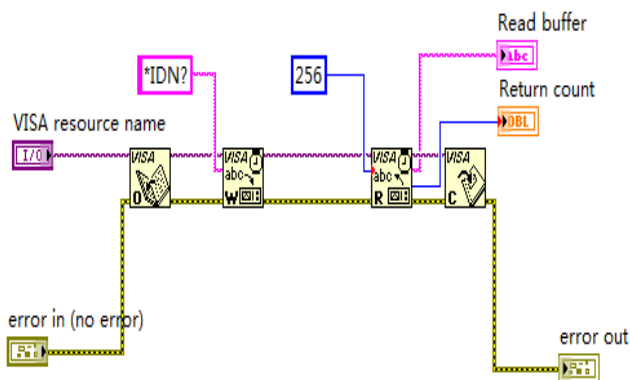 Read buffer
abc
*IDN?
256
Return count
DBL
VISA resource name
I/O
VISA
O
VISA
abc
W
VISA
abc
R
VISA
C
error in (no error)
error out